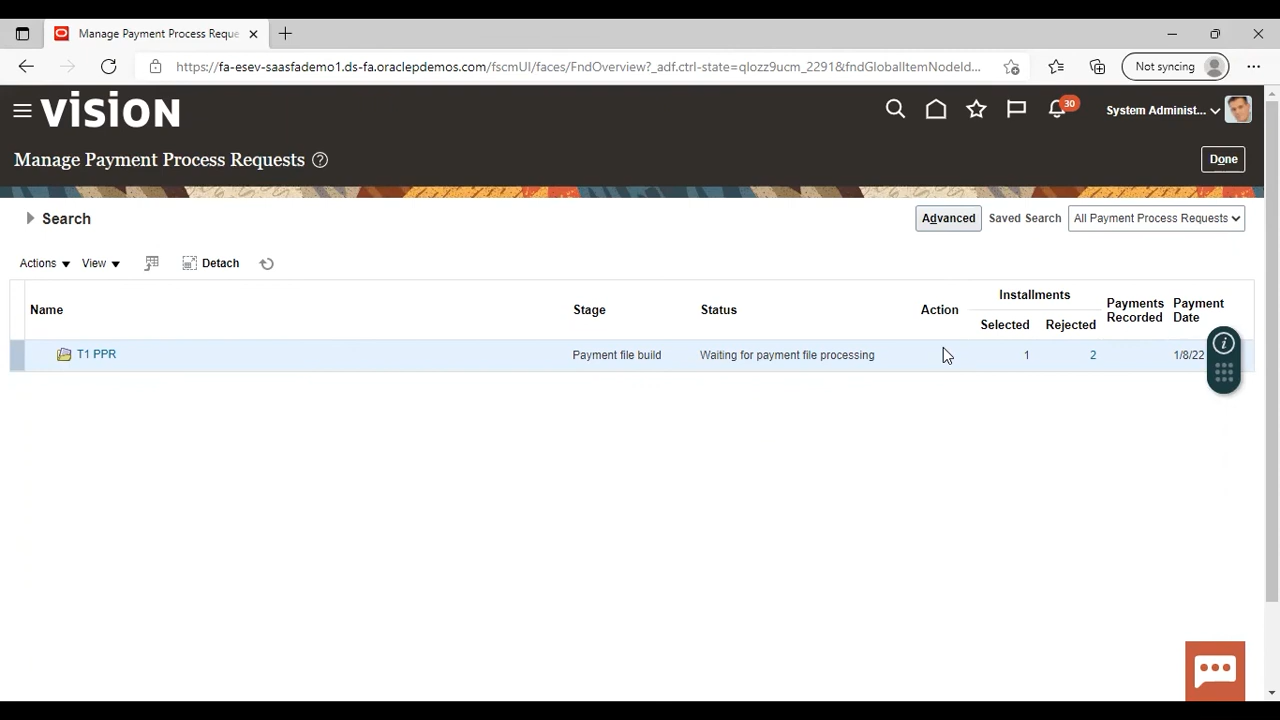 Manage Payment Process Reque
https://fa-esev-saasfademo1.ds-fa.oraclepdemos.com/fscmUI/faces/FndOverview?_adf.ctrl-state=qlozz9ucm_2291&fndGlobalItemNodeId...
Not syncing
vision
30
System Administ...
Manage Payment Process Requests
Done
Search
Advanced
Saved Search
All Payment Process Requests
Actions
View
Detach
Name
Stage
Status
Action
Installments
Selected
Rejected
Payments
Recorded
Payment
Date
T1 PPR
Payment file build
Waiting for payment file processing
1
2
1/8/22